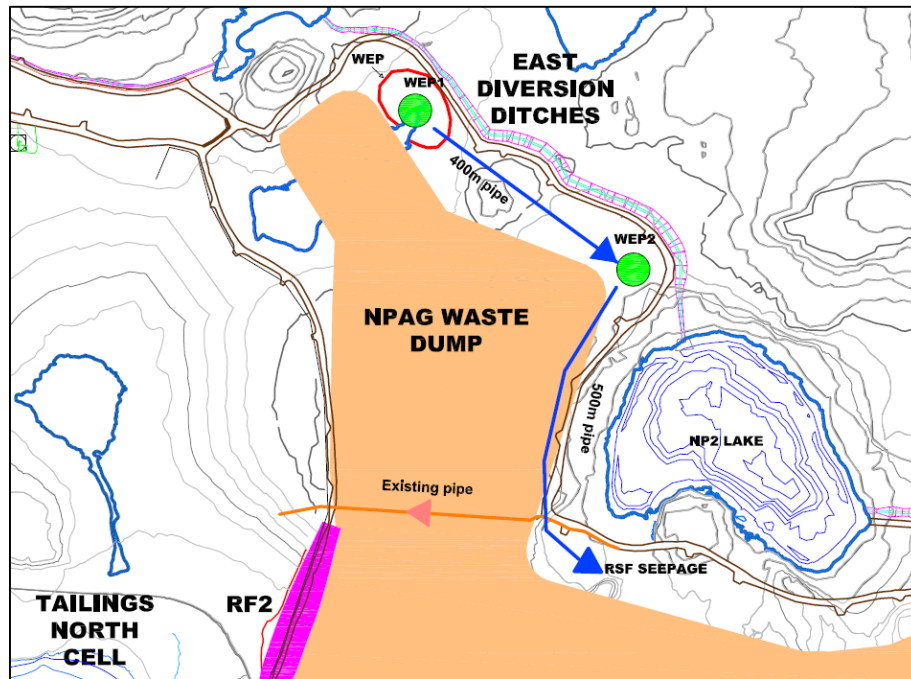 WEP
WEP1
EAST
DIVERSION
DITCHES
400m pipe
WEP2
NPAG WASTE
DUMP
500m pipe
NP2 LAKE
Existing pipe
RSF SEEPAGE
RF2
TAILINGS
NORTH
CELL